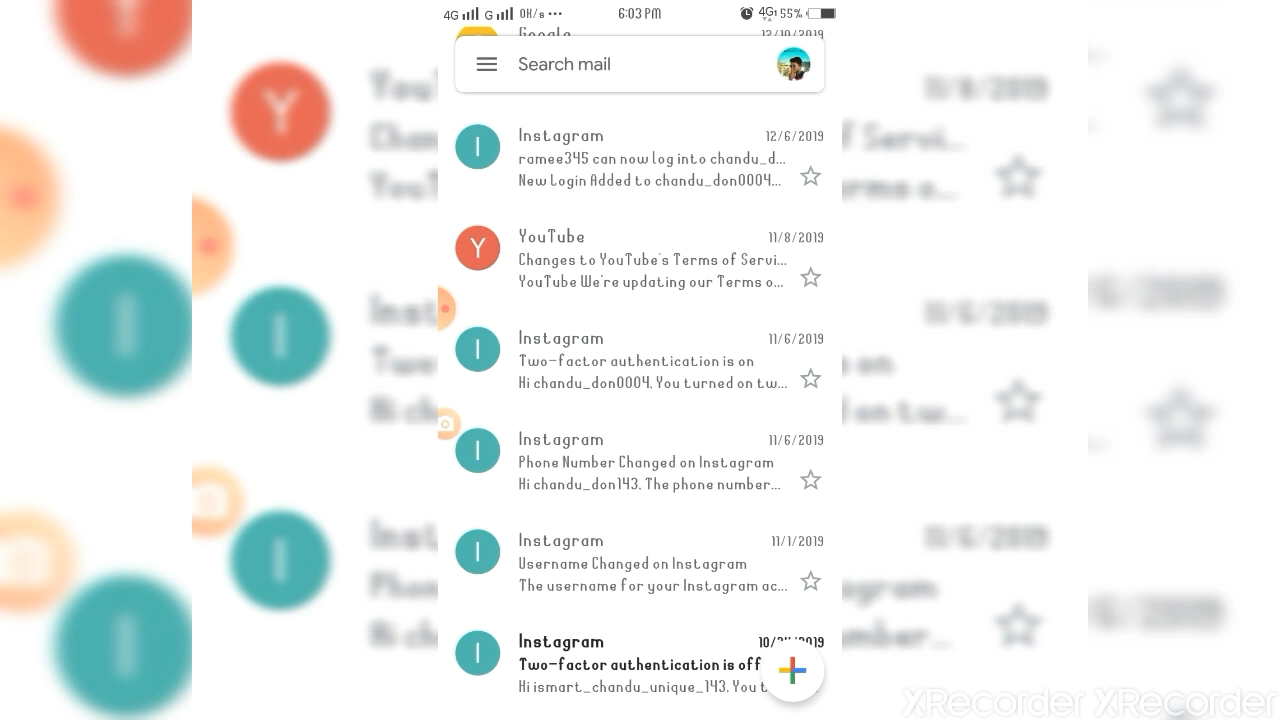 4G G 0K/s ••• 6:03 PM 4G 55%
Google 12/10/2019
Search mail
Instagram 12/6/2019
ramee345 can now log into chandu_d...
New Login Added to chandu_don0004...
Y YouTube 11/8/2019
Changes to YouTube's Terms of Servi...
YouTube We're updating our Terms o...
I Instagram 11/6/2019
Two-factor authentication is on
Hi chandu_don0004, You turned on tw...
I Instagram 11/6/2019
Phone Number Changed on Instagram
Hi chandu_don143, The phone number...
I Instagram 11/1/2019
Username Changed on Instagram
The username for your Instagram ac...
I Instagram
Two-factor authentication is off
Hi ismart_chandu_unique_143, You t
XRecorder XRecorder